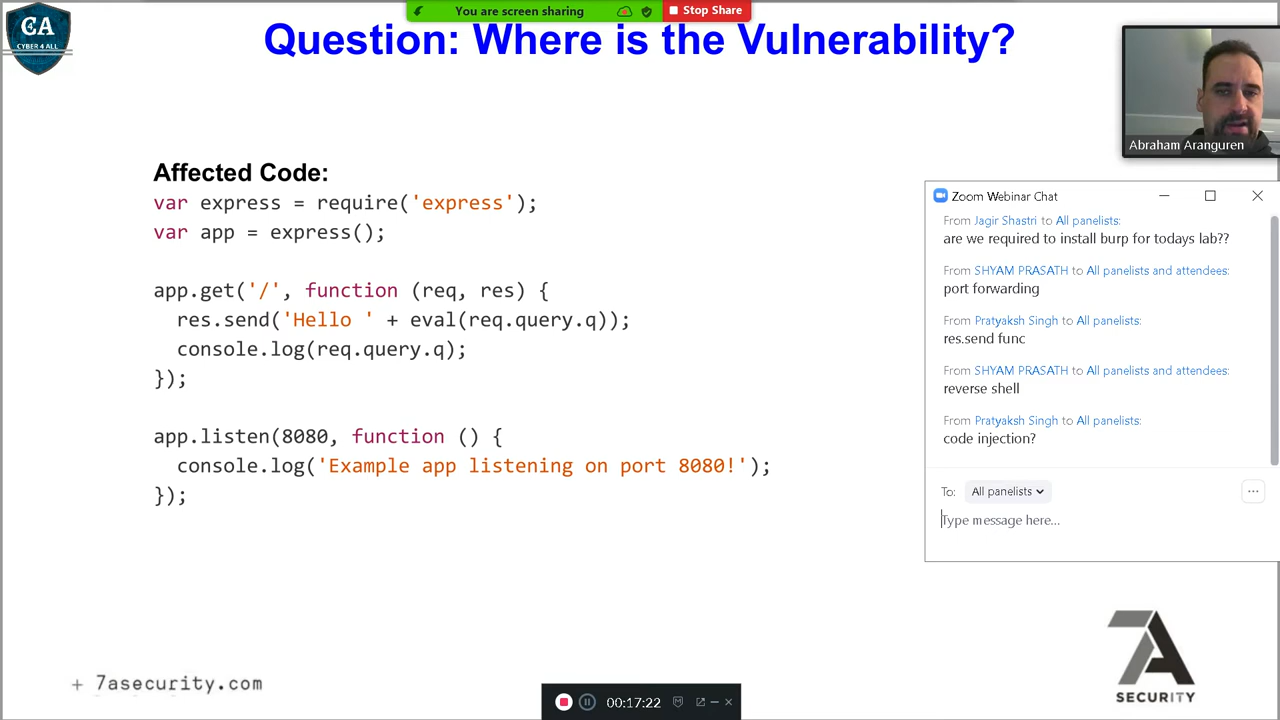 You are screen sharing
Stop Share
CA
CYBER 4 ALL
Question: Where is the Vulnerability?
Abraham Aranguren
Affected Code:
var express = require('express');
var app = express();
app.get('/', function (req, res) {
  res.send('Hello ' + eval(req.query.q));
  console.log(req.query.q);
});
app.listen(8080, function () {
  console.log('Example app listening on port 8080!');
});
Zoom Webinar Chat
From Jagir Shastri to All panelists:
are we required to install burp for todays lab??
From SHYAM PRASATH to All panelists and attendees:
port forwarding
From Pratyaksh Singh to All panelists:
res.send func
From SHYAM PRASATH to All panelists and attendees:
reverse shell
From Pratyaksh Singh to All panelists:
code injection?
To: All panelists
Type message here...
+ 7asecurity.com
00:17:22
7A
SECURITY